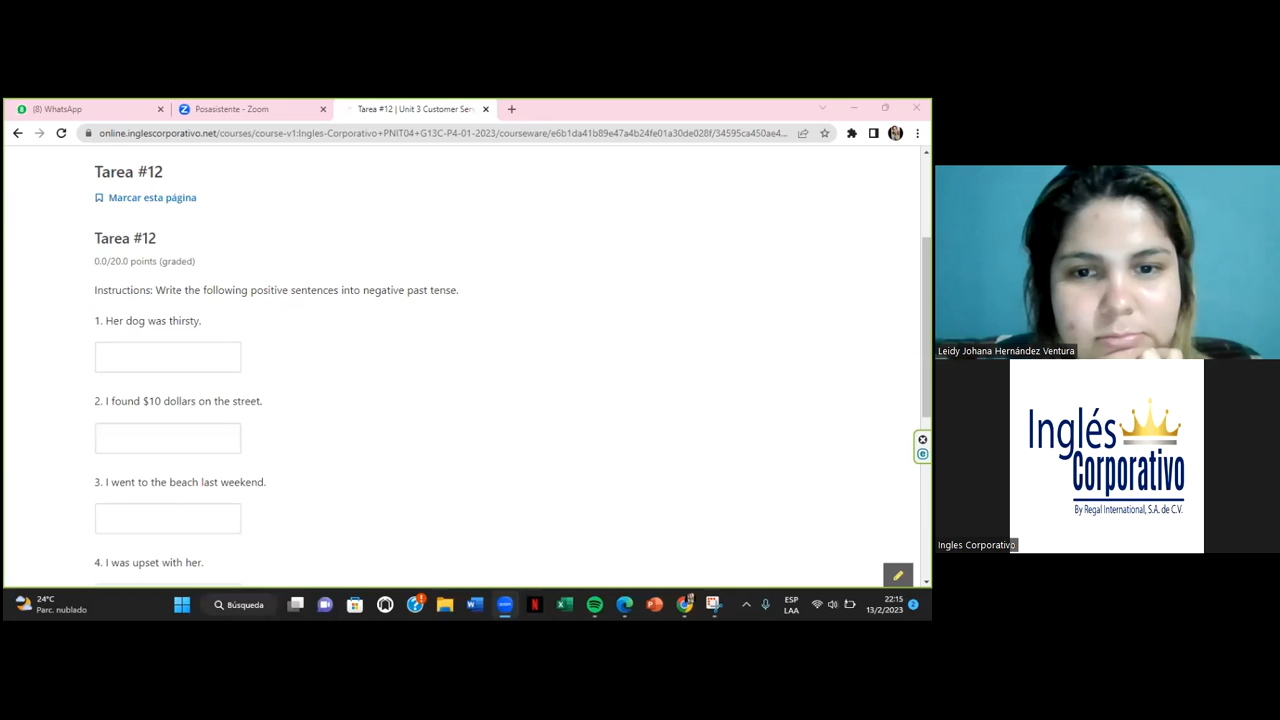 (8) WhatsApp
Posasistente - Zoom
Tarea #12 | Unit 3 Customer Ser
online.inglescorporativo.net/courses/course-v1:Ingles-Corporativo+PNIT04+G13C-P4-01-2023/courseware/e6b1da41b89e47a4b24fe01a30de028f/34595ca450ae4...
Tarea #12
Marcar esta página
Tarea #12
0.0/20.0 points (graded)
Instructions: Write the following positive sentences into negative past tense.
1. Her dog was thirsty.
2. I found $10 dollars on the street.
3. I went to the beach last weekend.
4. I was upset with her.
24°C
Parc. nublado
Búsqueda
ESP
LAA
22:15
13/2/2023
2
Leidy Johana Hernández Ventura
Inglés
Corporativo
By Regal International, S.A. de C.V.
Ingles Corporativo